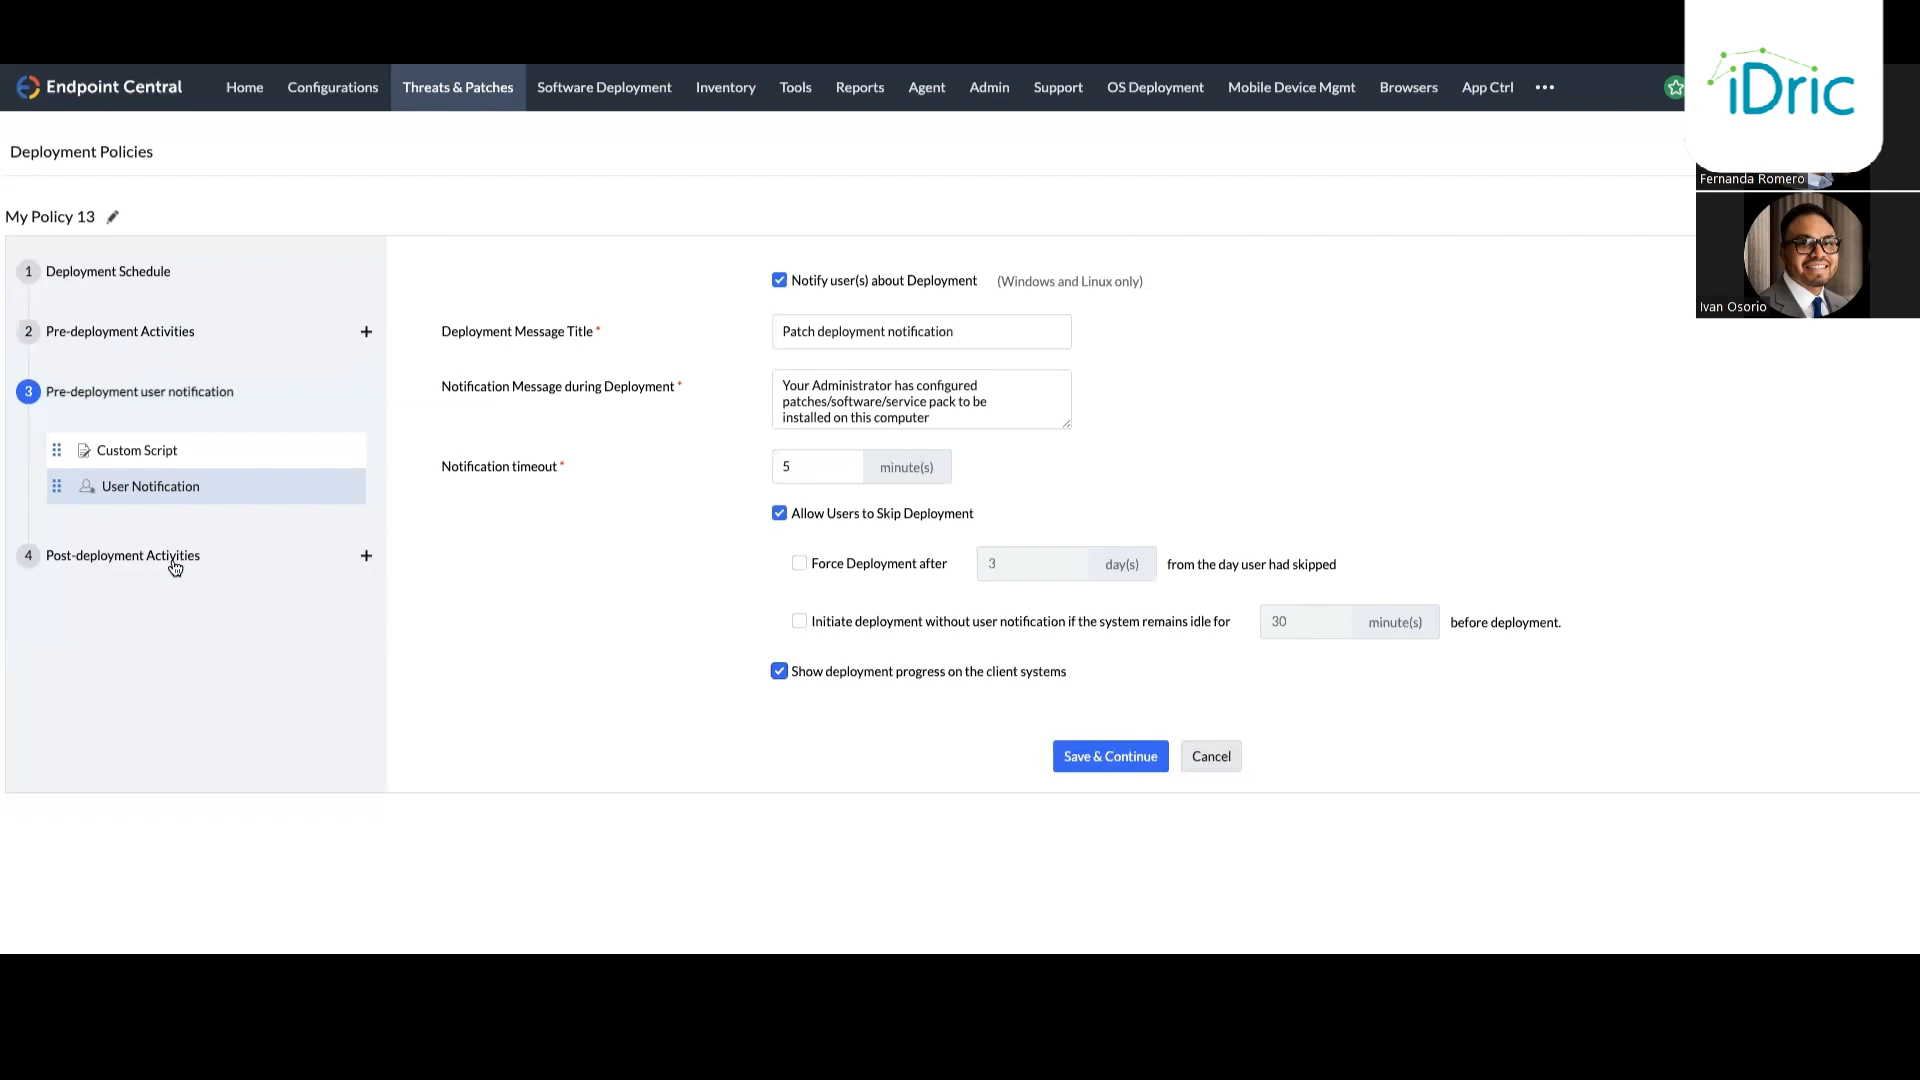 iDric
Endpoint Central
Home
Configurations
Threats & Patches
Software Deployment
Inventory
Tools
Reports
Agent
Admin
Support
OS Deployment
Mobile Device Mgmt
Browsers
App Ctrl
Deployment Policies
Fernanda Romero
My Policy 13
Ivan Osorio
1 Deployment Schedule
2 Pre-deployment Activities +
3 Pre-deployment user notification
Custom Script
User Notification
4 Post-deployment Activities +
Notify user(s) about Deployment (Windows and Linux only)
Deployment Message Title * Patch deployment notification
Notification Message during Deployment *
Your Administrator has configured
patches/software/service pack to be
installed on this computer
Notification timeout * 5 minute(s)
Allow Users to Skip Deployment
Force Deployment after 3 day(s) from the day user had skipped
Initiate deployment without user notification if the system remains idle for 30 minute(s) before deployment.
Show deployment progress on the client systems
Save & Continue
Cancel